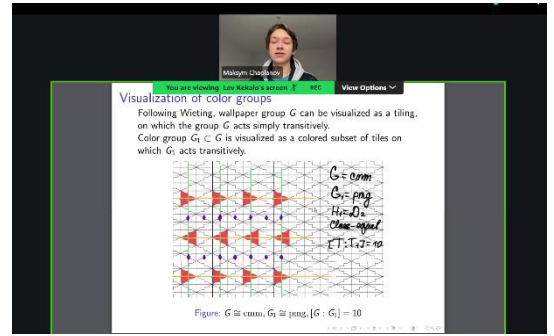 Maksym Chaplanov
You are viewing Lev Kekalo's screen
REC
View Options
Visualization of color groups
Following Wieting, wallpaper group G can be visualized as a tiling,
on which the group G acts simply transitively.
Color group G₁ ⊂ G is visualized as a colored subset of tiles on
which G₁ acts transitively.
G = cmm
G₁ = pmg
H₁ = D₂
class-equal
[T:T₁] = 10
Figure: G ≅ cmm, G₁ ≅ pmg, [G : G₁] = 10